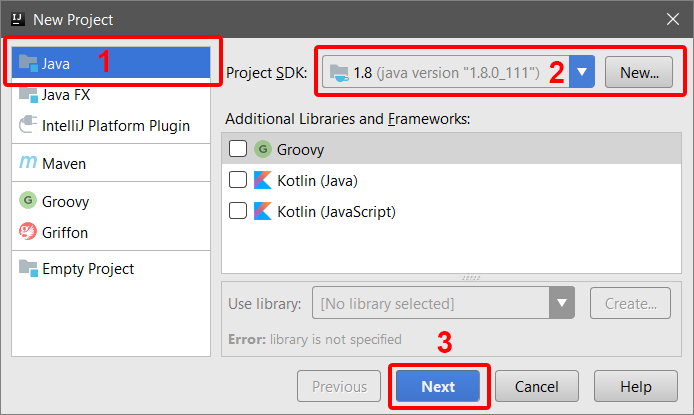 IJ New Project
Java 1
Java FX
IntelliJ Platform Plugin
m Maven
G Groovy
Griffon
Empty Project
Project SDK: 1.8 (java version "1.8.0_111") 2 New...
Additional Libraries and Frameworks:
G Groovy
Kotlin (Java)
Kotlin (JavaScript)
Use library: [No library selected] Create...
Error: library is not specified
3
Previous Next Cancel Help